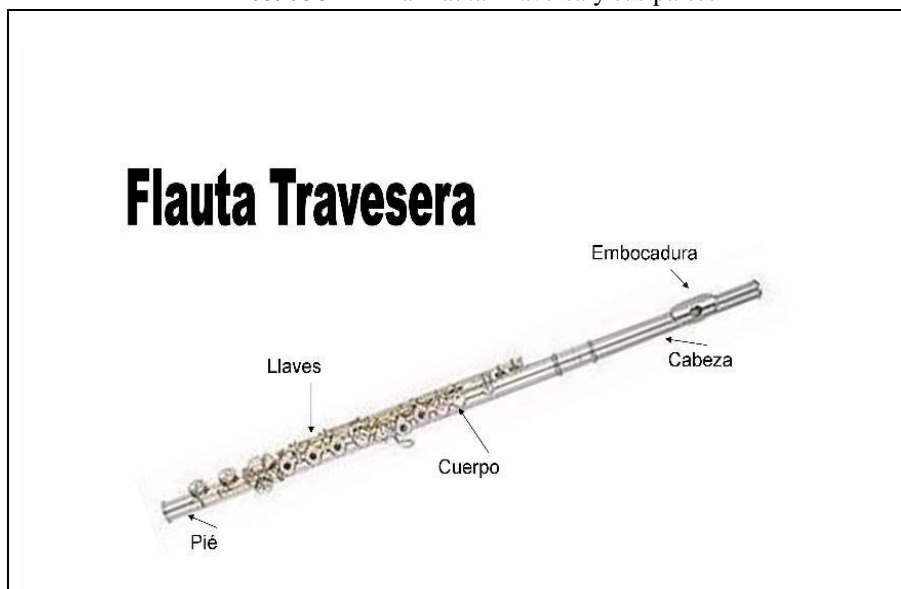 Flauta Travesera
Embocadura
Cabeza
Llaves
Cuerpo
Pié